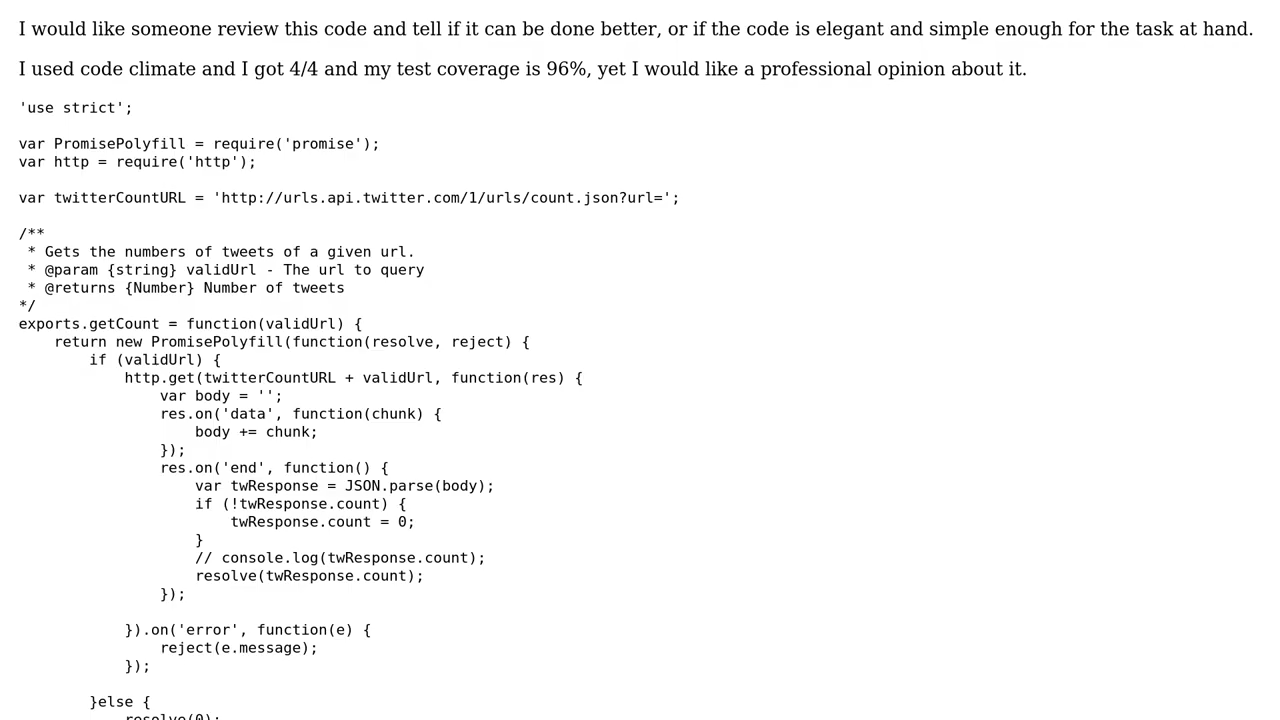 I would like someone review this code and tell if it can be done better, or if the code is elegant and simple enough for the task at hand.
I used code climate and I got 4/4 and my test coverage is 96%, yet I would like a professional opinion about it.
'use strict';
var PromisePolyfill = require('promise');
var http = require('http');
var twitterCountURL = 'http://urls.api.twitter.com/1/urls/count.json?url=';
/**
 * Gets the numbers of tweets of a given url.
 * @param {string} validUrl - The url to query
 * @returns {Number} Number of tweets
*/
exports.getCount = function(validUrl) {
    return new PromisePolyfill(function(resolve, reject) {
        if (validUrl) {
            http.get(twitterCountURL + validUrl, function(res) {
                var body = '';
                res.on('data', function(chunk) {
                    body += chunk;
                });
                res.on('end', function() {
                    var twResponse = JSON.parse(body);
                    if (!twResponse.count) {
                        twResponse.count = 0;
                    }
                    // console.log(twResponse.count);
                    resolve(twResponse.count);
                });
            }).on('error', function(e) {
                reject(e.message);
            });
        }else {
            resolve(0);